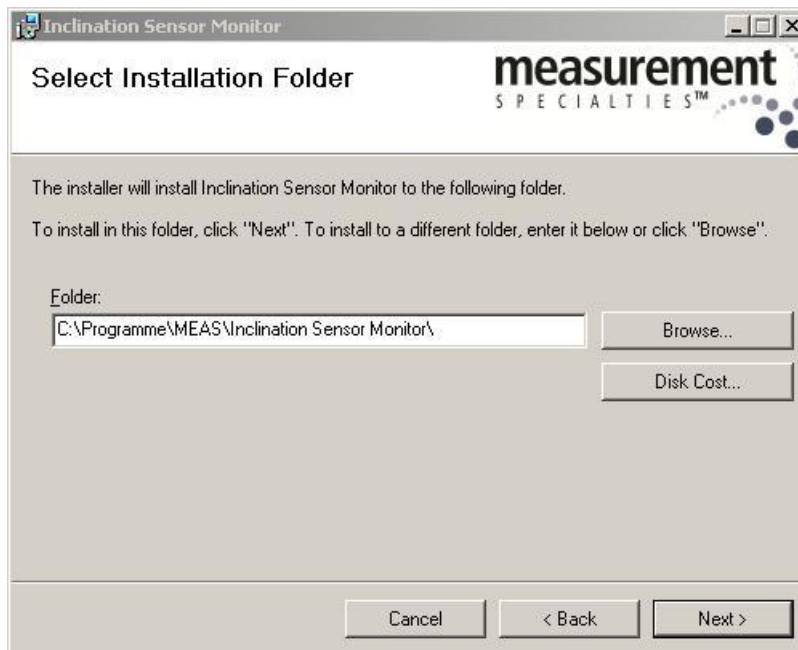 Inclination Sensor Monitor
Select Installation Folder
measurement
SPECIALTIES™
The installer will install Inclination Sensor Monitor to the following folder.
To install in this folder, click "Next". To install to a different folder, enter it below or click "Browse".
Folder:
C:\Programme\MEAS\Inclination Sensor Monitor\
Browse...
Disk Cost...
Cancel
< Back
Next >